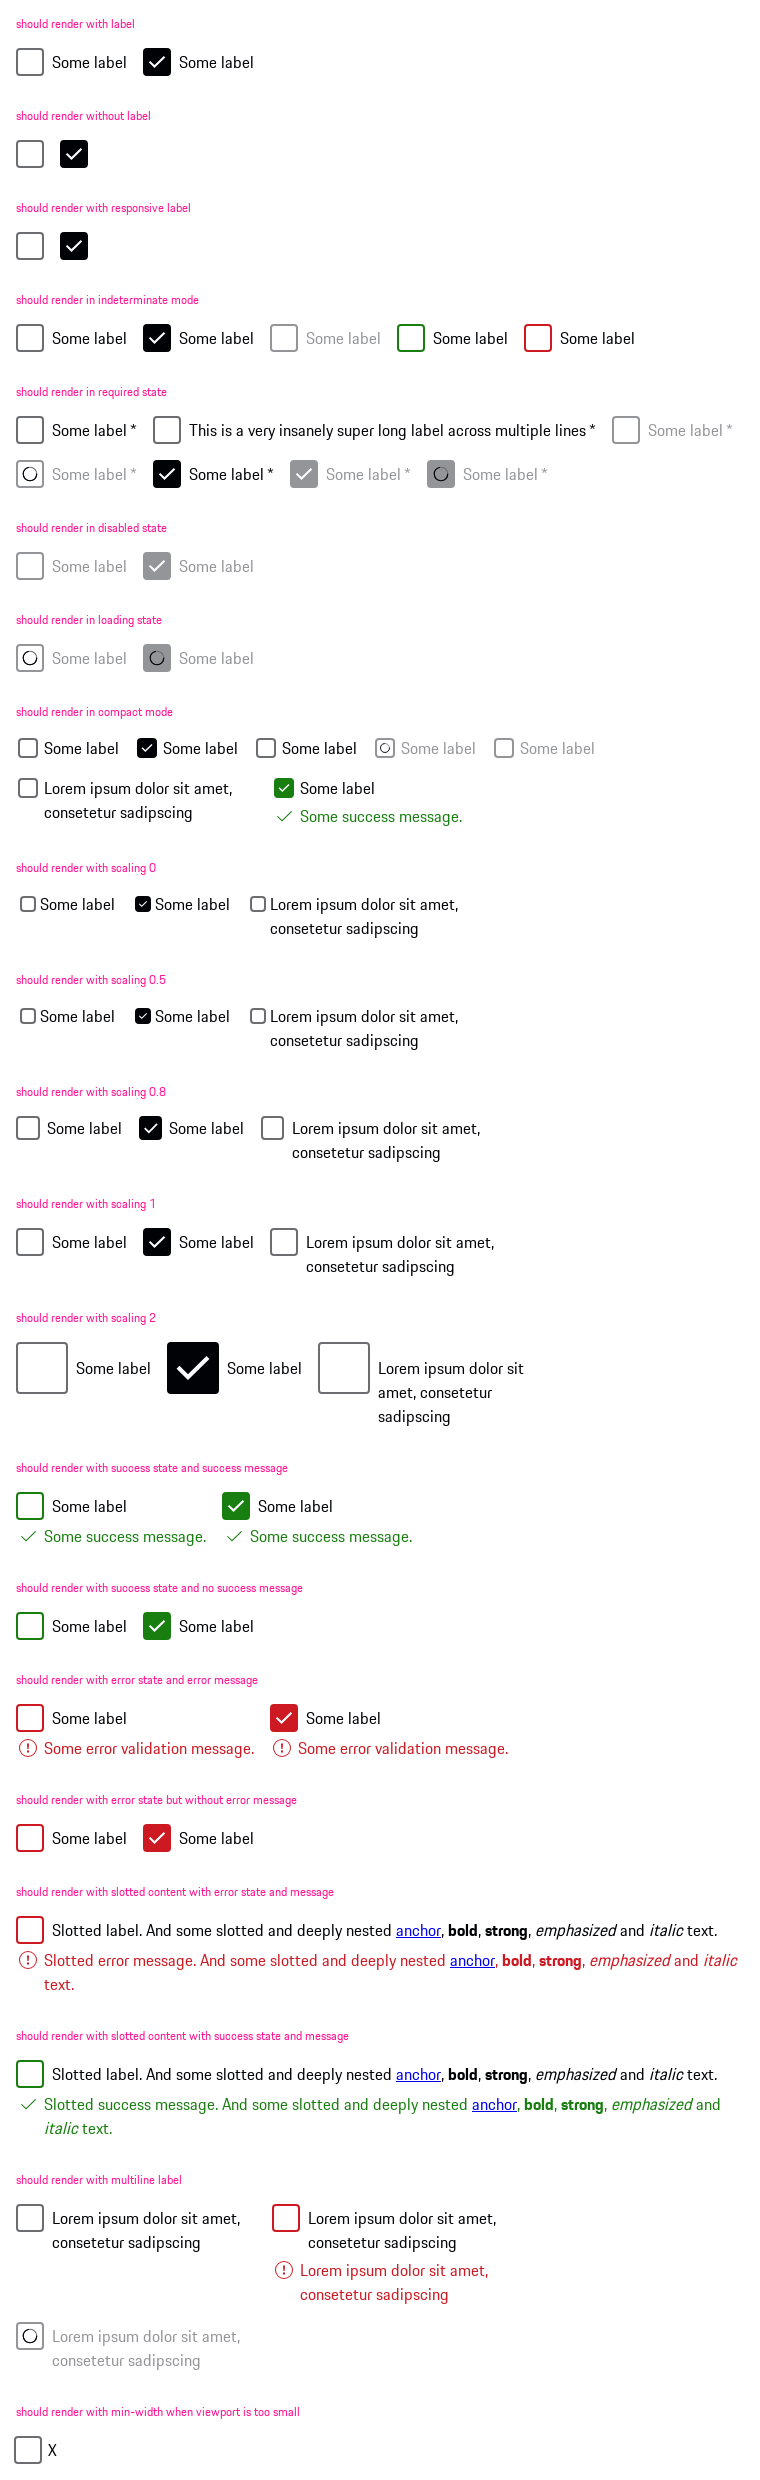 should render with label
Some label Some label
should render without label
should render with responsive label
should render in indeterminate mode
Some label Some label Some label Some label Some label
should render in required state
Some label * This is a very insanely super long label across multiple lines * Some label *
Some label * Some label * Some label * Some label *
should render in disabled state
Some label Some label
should render in loading state
Some label Some label
should render in compact mode
Some label Some label Some label Some label Some label
Lorem ipsum dolor sit amet,
consetetur sadipscing
Some label
Some success message.
should render with scaling 0
Some label Some label Lorem ipsum dolor sit amet,
consetetur sadipscing
should render with scaling 0.5
Some label Some label Lorem ipsum dolor sit amet,
consetetur sadipscing
should render with scaling 0.8
Some label Some label Lorem ipsum dolor sit amet,
consetetur sadipscing
should render with scaling 1
Some label Some label Lorem ipsum dolor sit amet,
consetetur sadipscing
should render with scaling 2
Some label Some label Lorem ipsum dolor sit
amet, consetetur
sadipscing
should render with success state and success message
Some label Some label
Some success message. Some success message.
should render with success state and no success message
Some label Some label
should render with error state and error message
Some label Some label
Some error validation message. Some error validation message.
should render with error state but without error message
Some label Some label
should render with slotted content with error state and message
Slotted label. And some slotted and deeply nested anchor, bold, strong, emphasized and italic text.
Slotted error message. And some slotted and deeply nested anchor, bold, strong, emphasized and italic
text.
should render with slotted content with success state and message
Slotted label. And some slotted and deeply nested anchor, bold, strong, emphasized and italic text.
Slotted success message. And some slotted and deeply nested anchor, bold, strong, emphasized and
italic text.
should render with multiline label
Lorem ipsum dolor sit amet,
consetetur sadipscing
Lorem ipsum dolor sit amet,
consetetur sadipscing
Lorem ipsum dolor sit amet,
consetetur sadipscing
Lorem ipsum dolor sit amet,
consetetur sadipscing
should render with min-width when viewport is too small
X